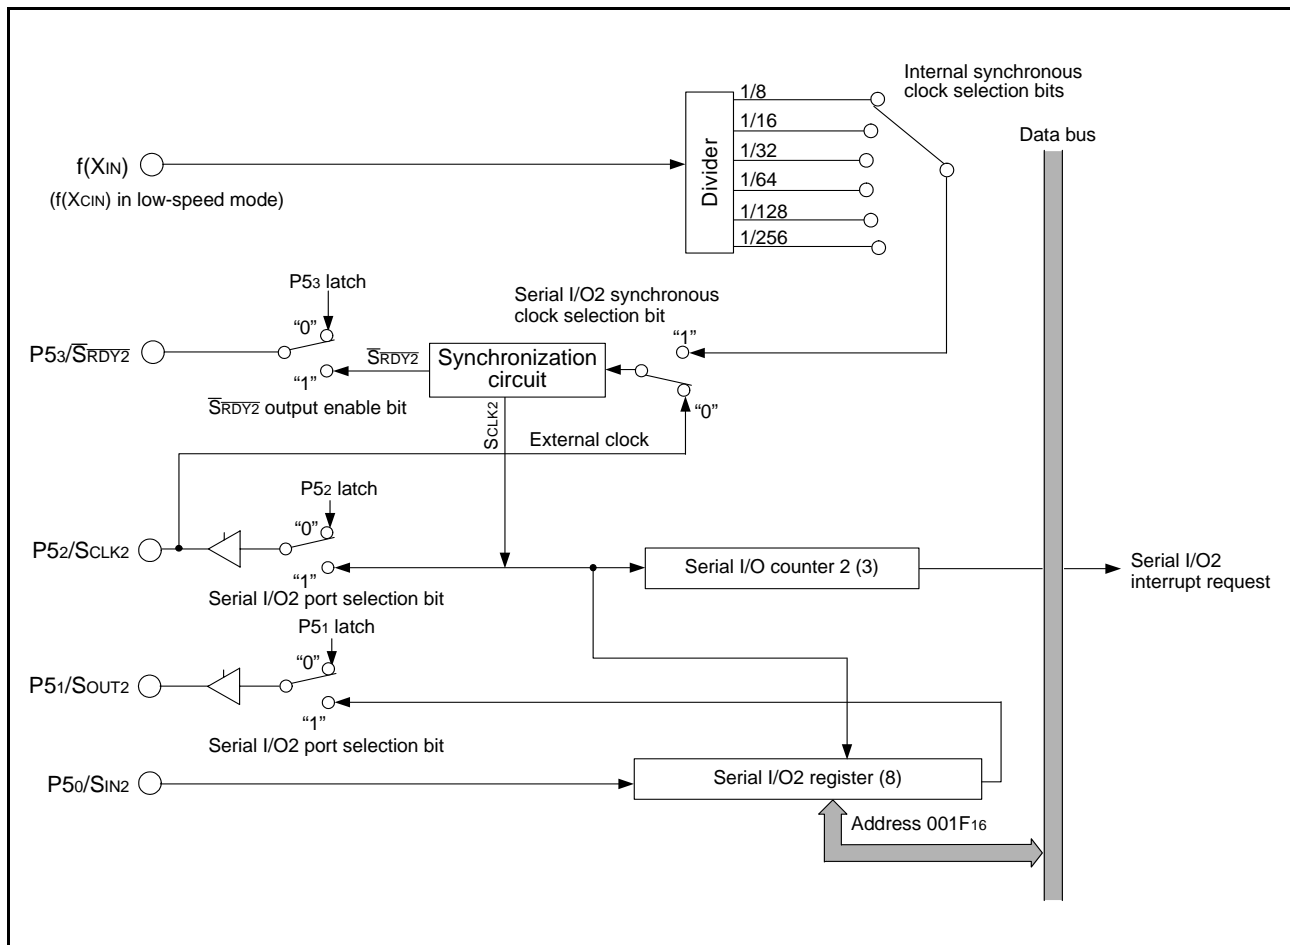 Internal synchronous
clock selection bits
1/8
1/16
1/32
1/64
1/128
1/256
Divider
Data bus
f(XIN)
(f(XCIN) in low-speed mode)
P53 latch
“0”
P53/S̅R̅D̅Y̅2̅
“1”
S̅R̅D̅Y̅2̅
S̅R̅D̅Y̅2̅ output enable bit
Synchronization
circuit
Serial I/O2 synchronous
clock selection bit
“1”
“0”
SCLK2
External clock
P52 latch
“0”
P52/SCLK2
“1”
Serial I/O2 port selection bit
Serial I/O counter 2 (3)
Serial I/O2
interrupt request
P51 latch
“0”
P51/SOUT2
“1”
Serial I/O2 port selection bit
P50/SIN2
Serial I/O2 register (8)
Address 001F16